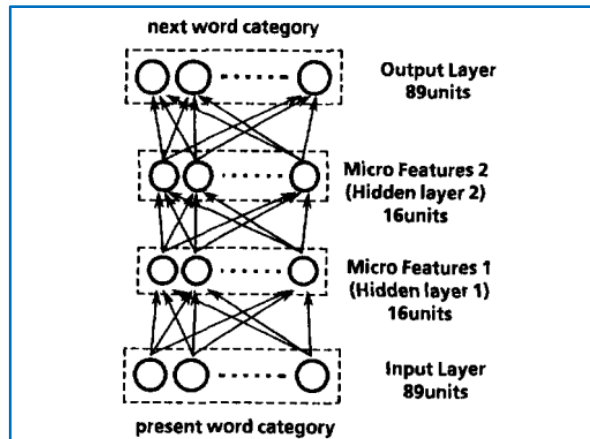 next word category
Output Layer
89units
Micro Features 2
(Hidden layer 2)
16units
Micro Features 1
(Hidden layer 1)
16units
Input Layer
89units
present word category